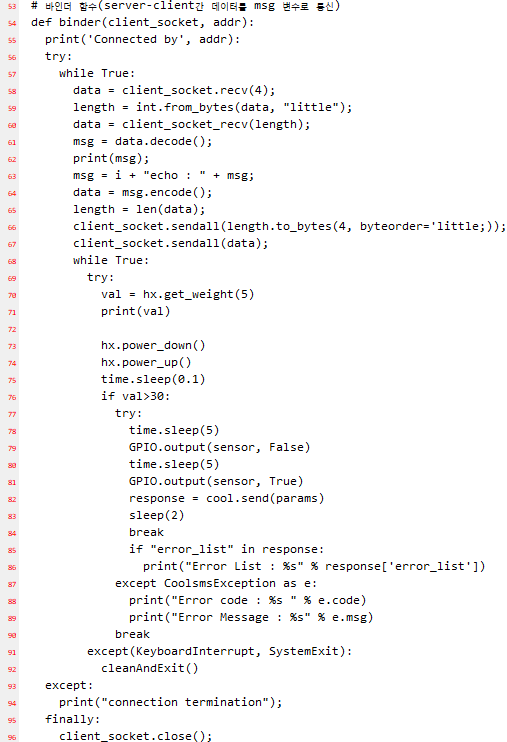 53 # 바인더 함수(server-client간 데이터를 msg 변수로 통신)
54 def binder(client_socket, addr):
55   print('Connected by', addr):
56   try:
57     while True:
58       data = client_socket.recv(4);
59       length = int.from_bytes(data, "little");
60       data = client_socket_recv(length);
61       msg = data.decode();
62       print(msg);
63       msg = i + "echo : " + msg;
64       data = msg.encode();
65       length = len(data);
66       client_socket.sendall(length.to_bytes(4, byteorder='little;));
67       client_socket.sendall(data);
68       while True:
69         try:
70           val = hx.get_weight(5)
71           print(val)
72
73           hx.power_down()
74           hx.power_up()
75           time.sleep(0.1)
76           if val>30:
77             try:
78               time.sleep(5)
79               GPIO.output(sensor, False)
80               time.sleep(5)
81               GPIO.output(sensor, True)
82               response = cool.send(params)
83               sleep(2)
84               break
85               if "error_list" in response:
86                 print("Error List : %s" % response['error_list'])
87             except CoolsmsException as e:
88               print("Error code : %s " % e.code)
89               print("Error Message : %s" % e.msg)
90             break
91         except(KeyboardInterrupt, SystemExit):
92           cleanAndExit()
93   except:
94     print("connection termination");
95   finally:
96     client_socket.close();